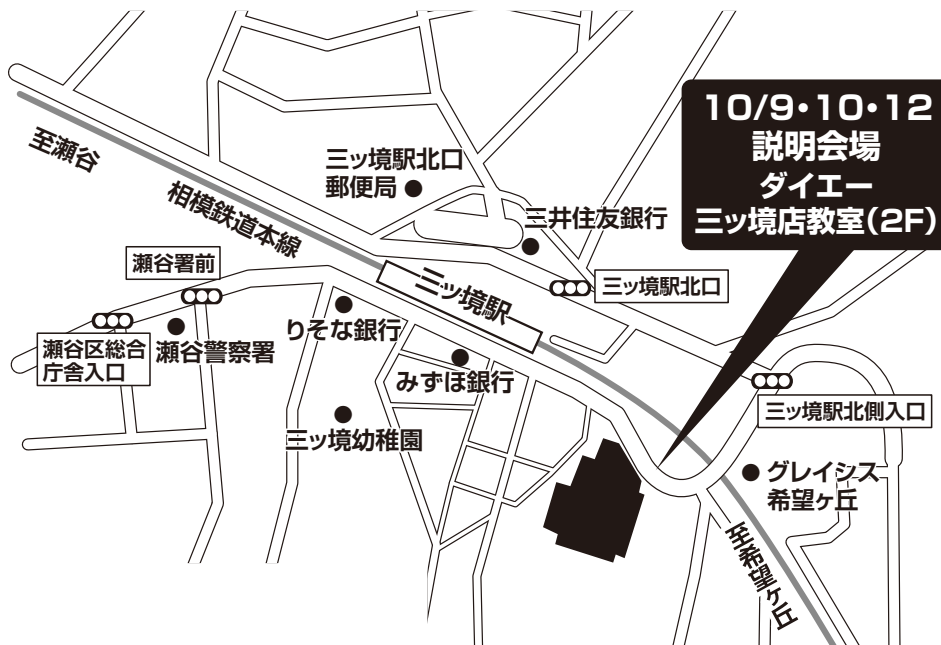 10/9・10・12
説明会場
ダイエー
三ッ境店教室(2F)
至瀬谷
相模鉄道本線
三ッ境駅北口
郵便局
三井住友銀行
三ッ境駅北口
瀬谷署前
三ッ境駅
りそな銀行
瀬谷区総合
庁舎入口
瀬谷警察署
みずほ銀行
三ッ境駅北側入口
三ッ境幼稚園
グレイシス
希望ヶ丘
至希望ヶ丘